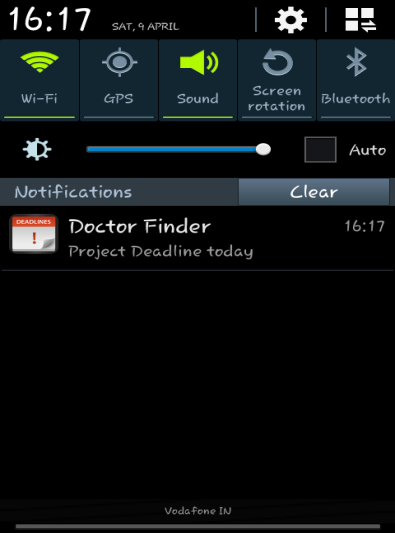 16:17 SAT, 9 APRIL
Wi-Fi GPS Sound Screen rotation Bluetooth
Auto
Notifications Clear
DEADLINES
!
Doctor Finder 16:17
Project Deadline today
Vodafone IN